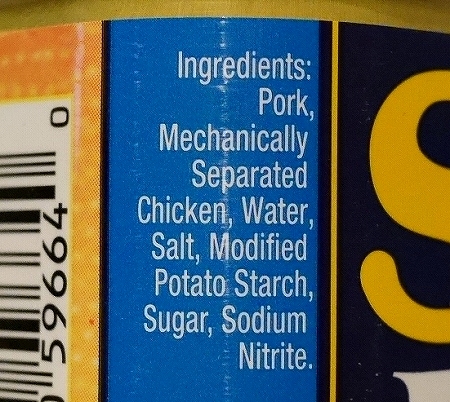 Ingredients:
Pork,
Mechanically
Separated
Chicken, Water,
Salt, Modified
Potato Starch,
Sugar, Sodium
Nitrite.
S
59664
0